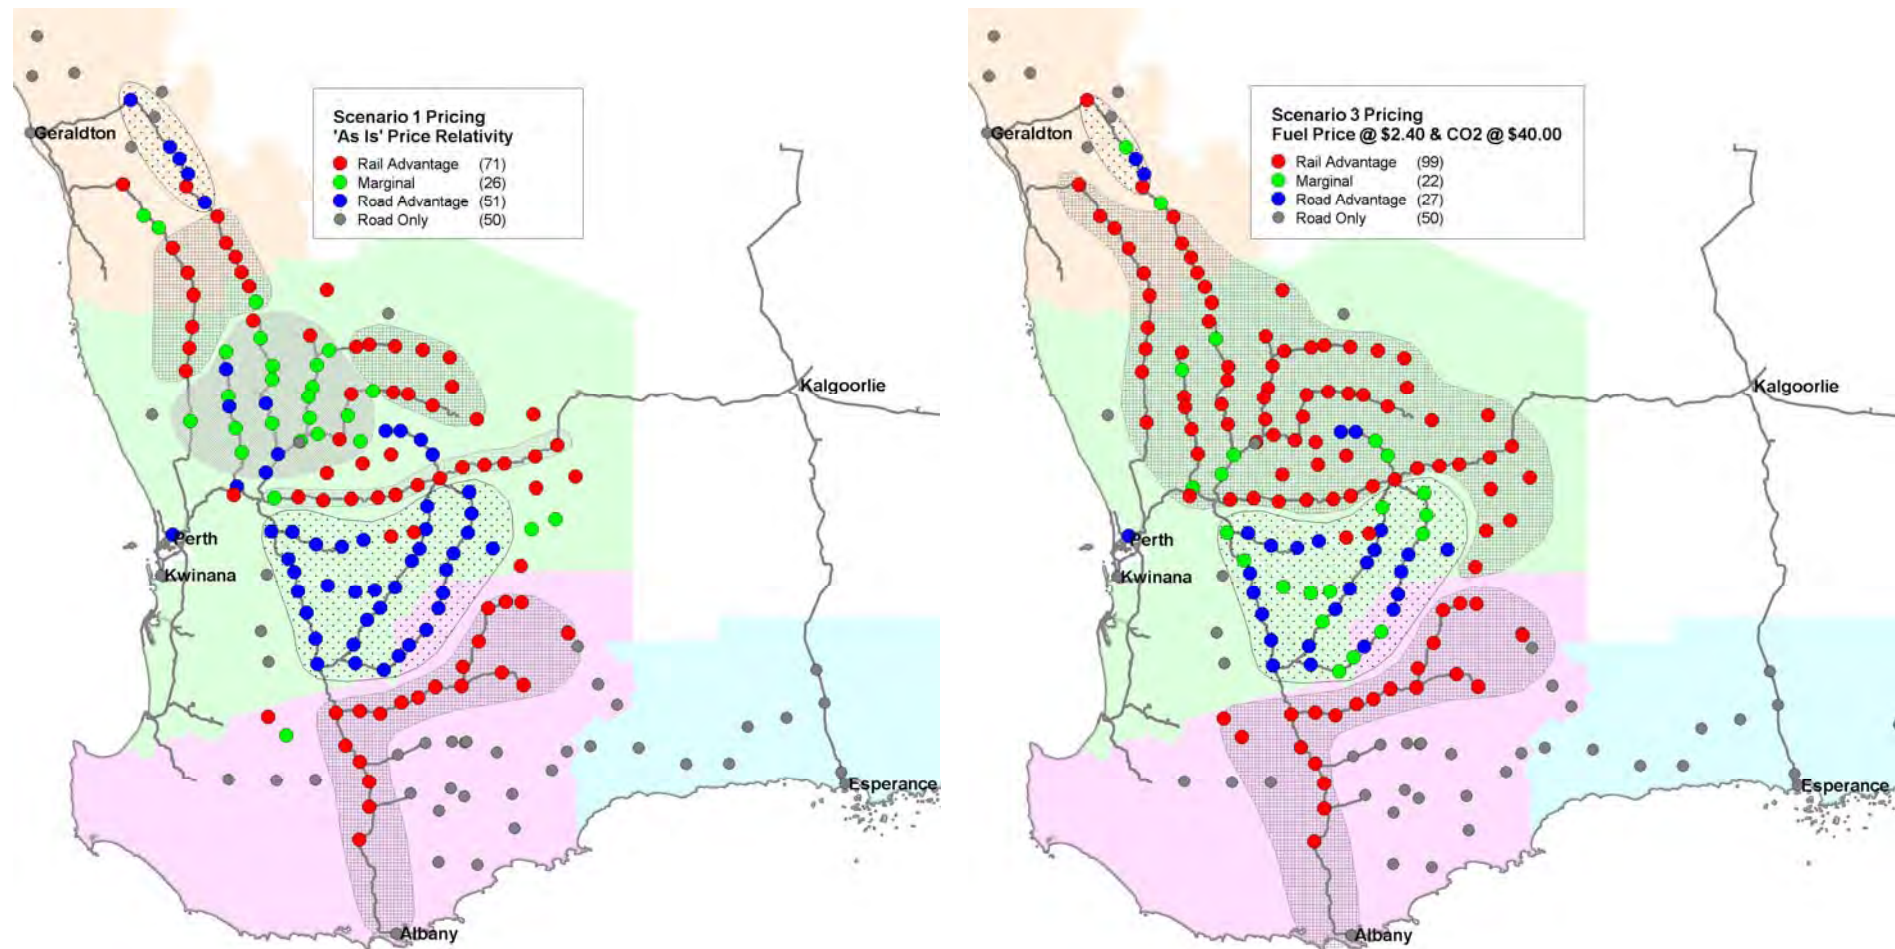 Scenario 1 Pricing
'As Is' Price Relativity
Rail Advantage (71)
Marginal (26)
Road Advantage (51)
Road Only (50)
Geraldton
Kalgoorlie
Perth
Kwinana
Esperance
Albany
Scenario 3 Pricing
Fuel Price @ $2.40 & CO2 @ $40.00
Rail Advantage (99)
Marginal (22)
Road Advantage (27)
Road Only (50)
Geraldton
Kalgoorlie
Perth
Kwinana
Esperance
Albany